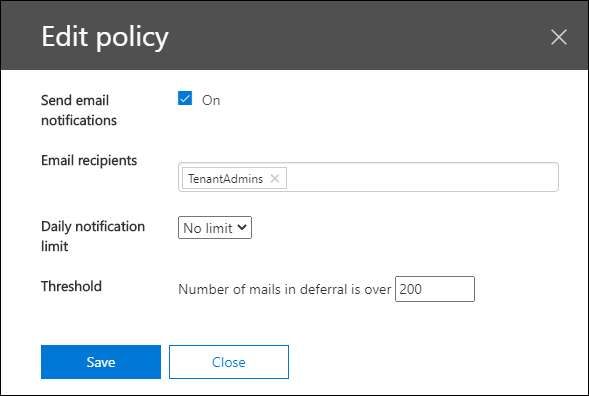 Edit policy
Send email
notifications
On
Email recipients
TenantAdmins
Daily notification
limit
No limit
Threshold
Number of mails in deferral is over 200
Save
Close